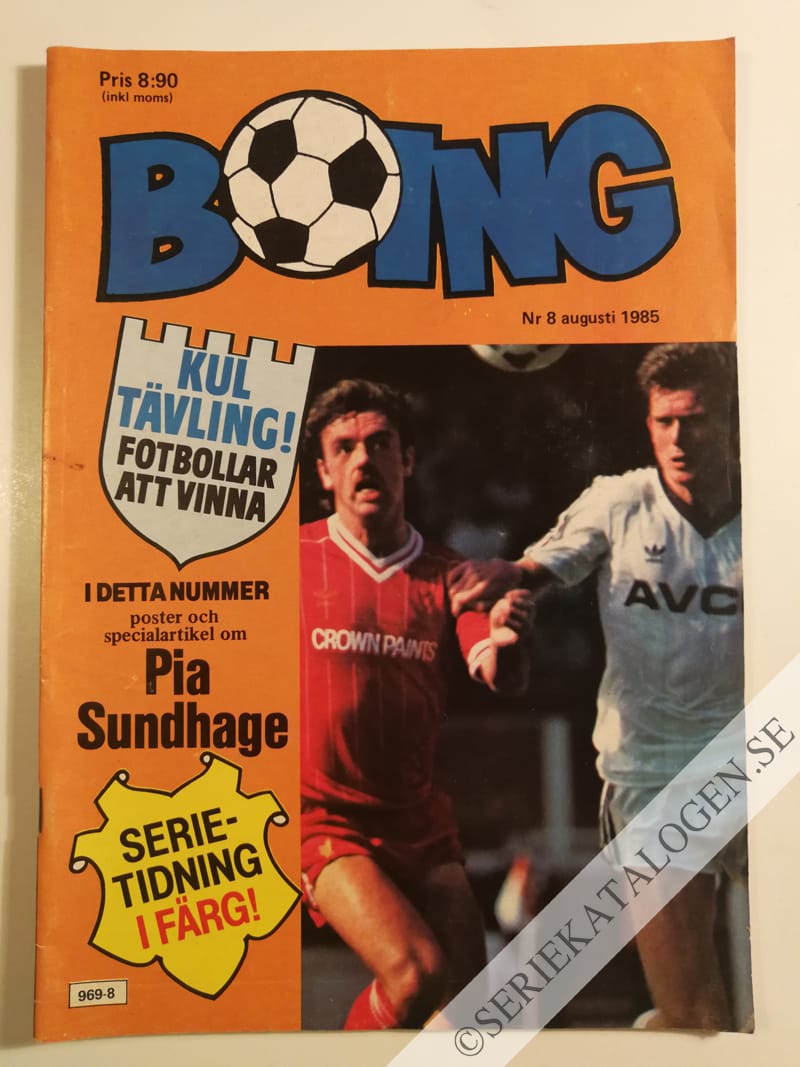 Pris 8:90
(inkl moms)
BOING
Nr 8 augusti 1985
KUL
TÄVLING!
FOTBOLLAR
ATT VINNA
I DETTA NUMMER
poster och
specialartikel om
Pia
Sundhage
SERIE-
TIDNING
I FÄRG!
CROWN PAINTS
AVCO
969-8
©SERIEKATALOGEN.SE